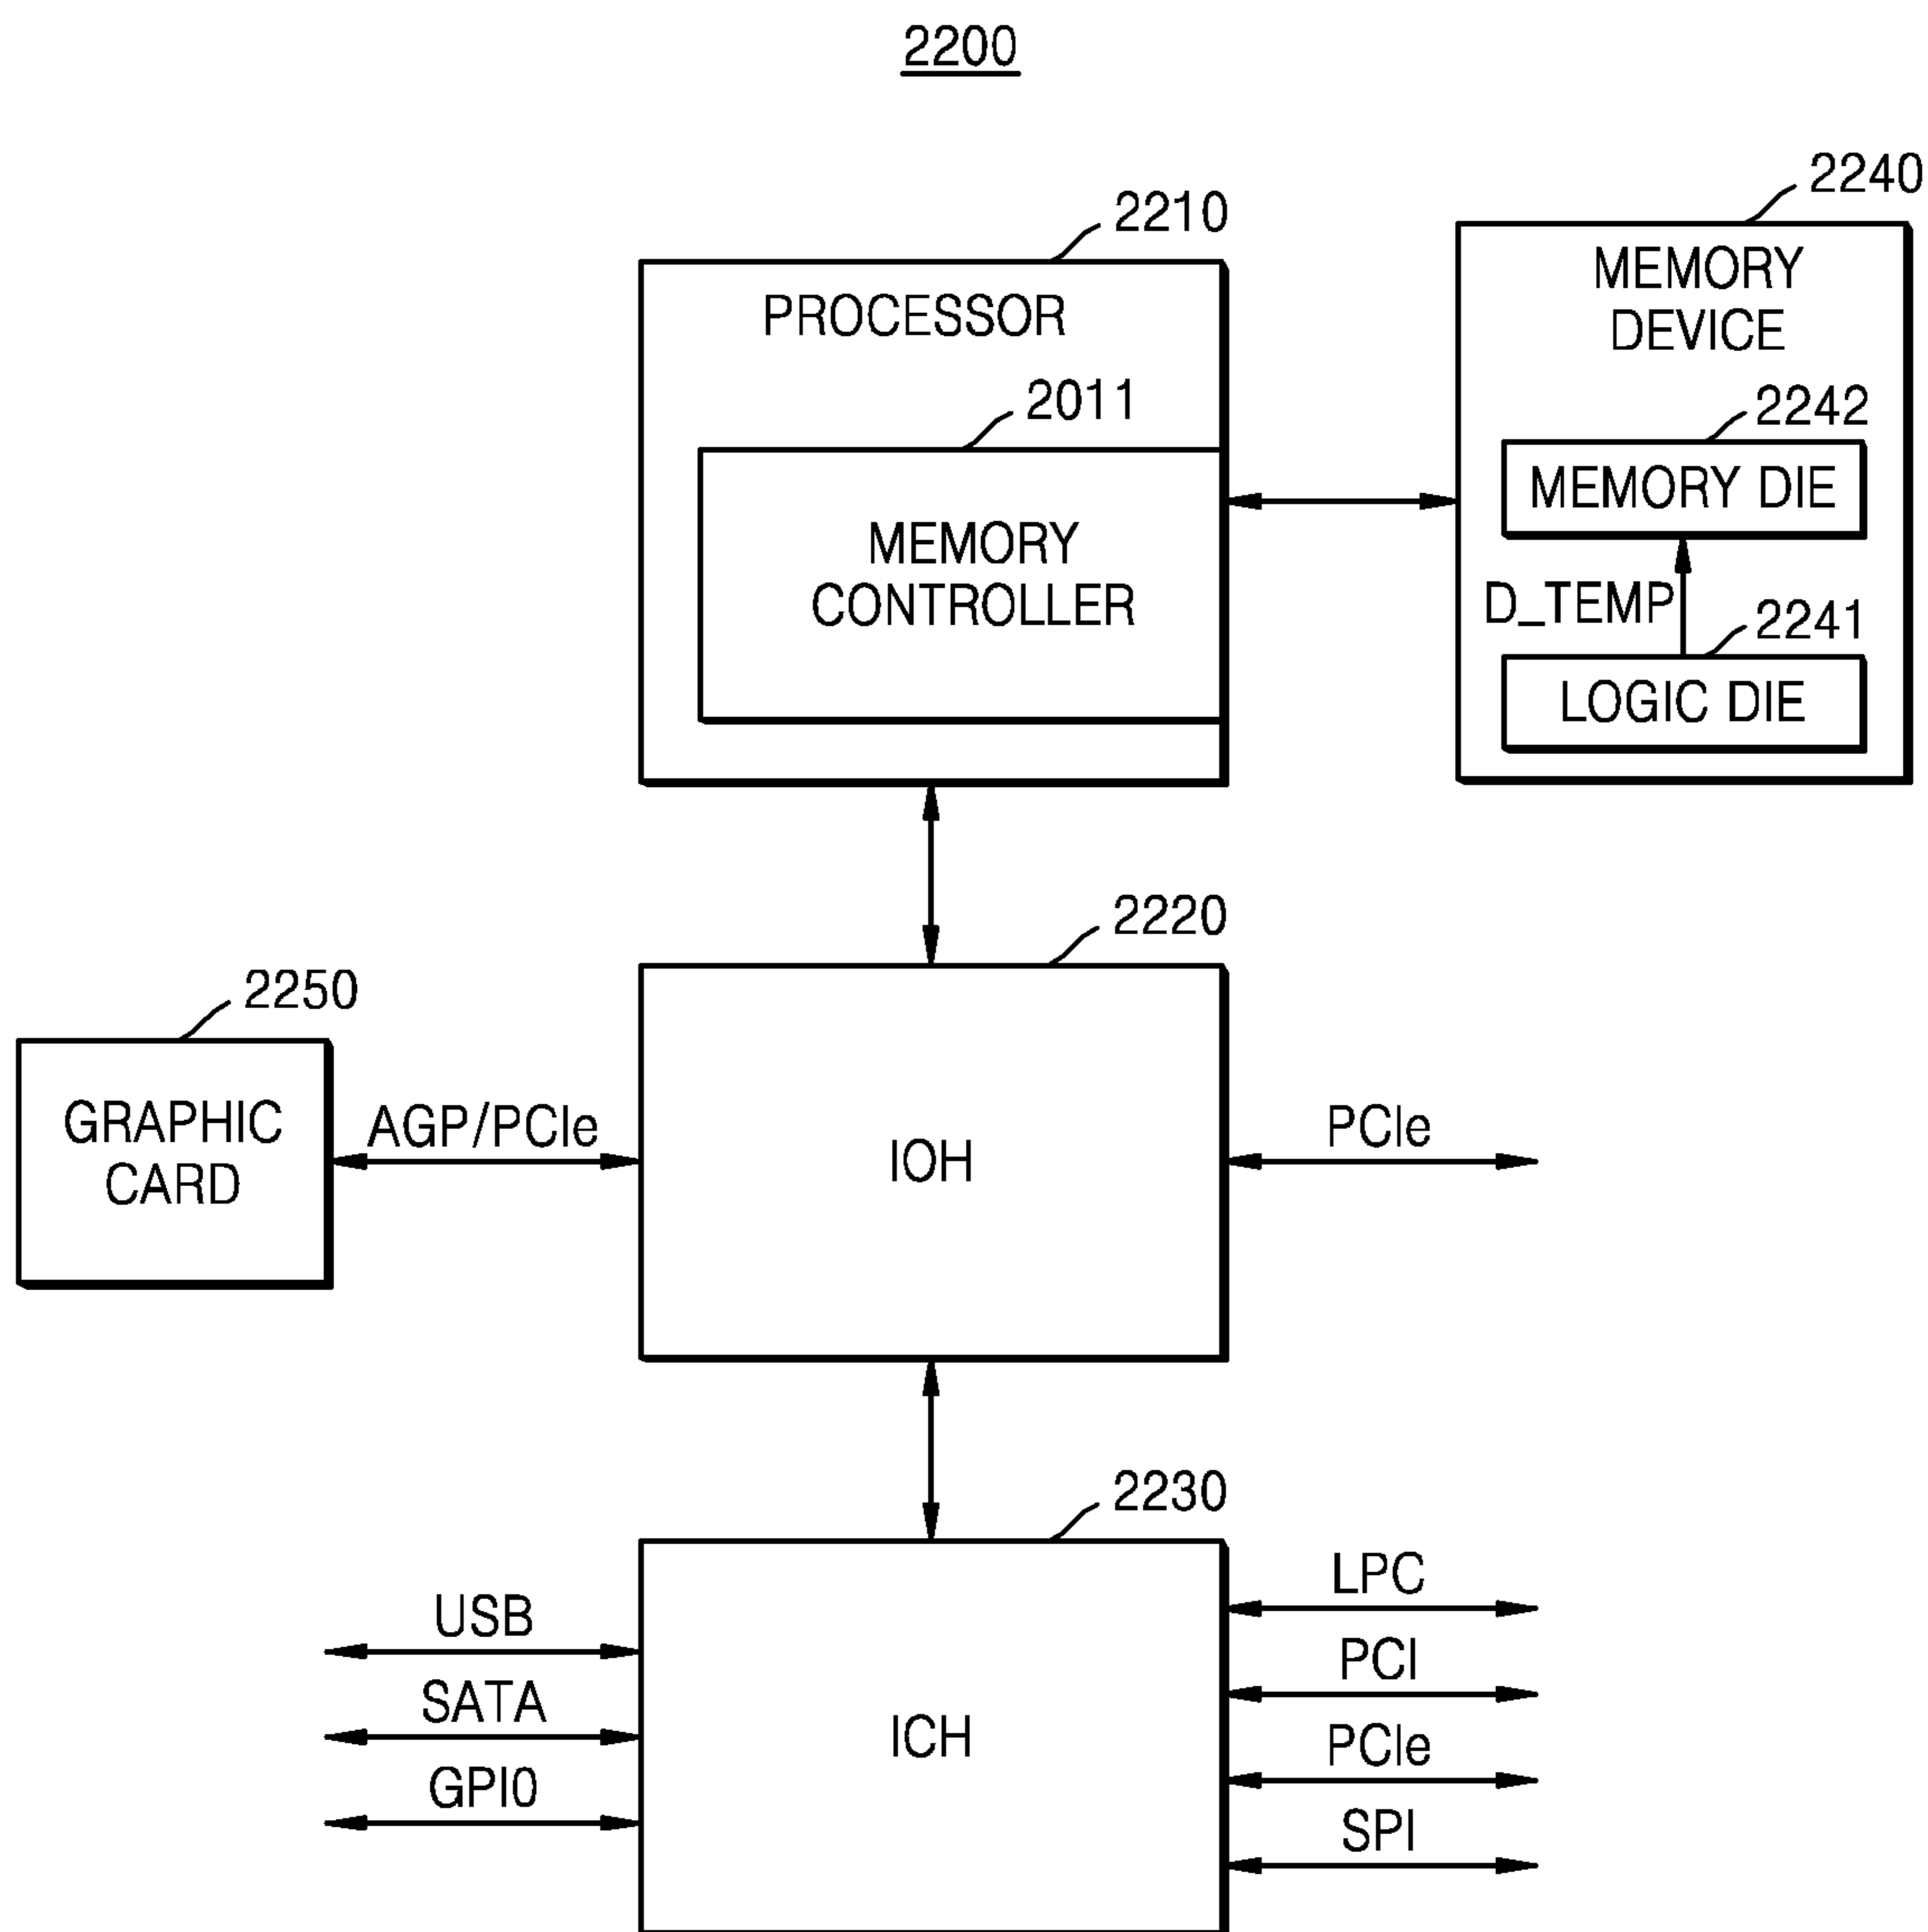 2200
2210
PROCESSOR
2011
MEMORY
CONTROLLER
2240
MEMORY
DEVICE
2242
MEMORY DIE
D_TEMP
2241
LOGIC DIE
2220
IOH
2250
GRAPHIC
CARD
AGP/PCIe
PCIe
2230
ICH
USB
SATA
GPI0
LPC
PCI
PCIe
SPI